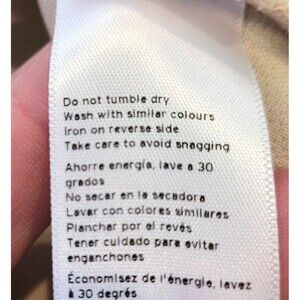 Do not tumble dry
Wash with similar colours
Iron on reverse side
Take care to avoid snagging
Ahorre energía, lave a 30
grados
No secar en la secadora
Lavar con colores similares
Planchar por el revés
Tener cuidado para evitar
enganchones
Économisez de l'énergie, lavez
à 30 degrés